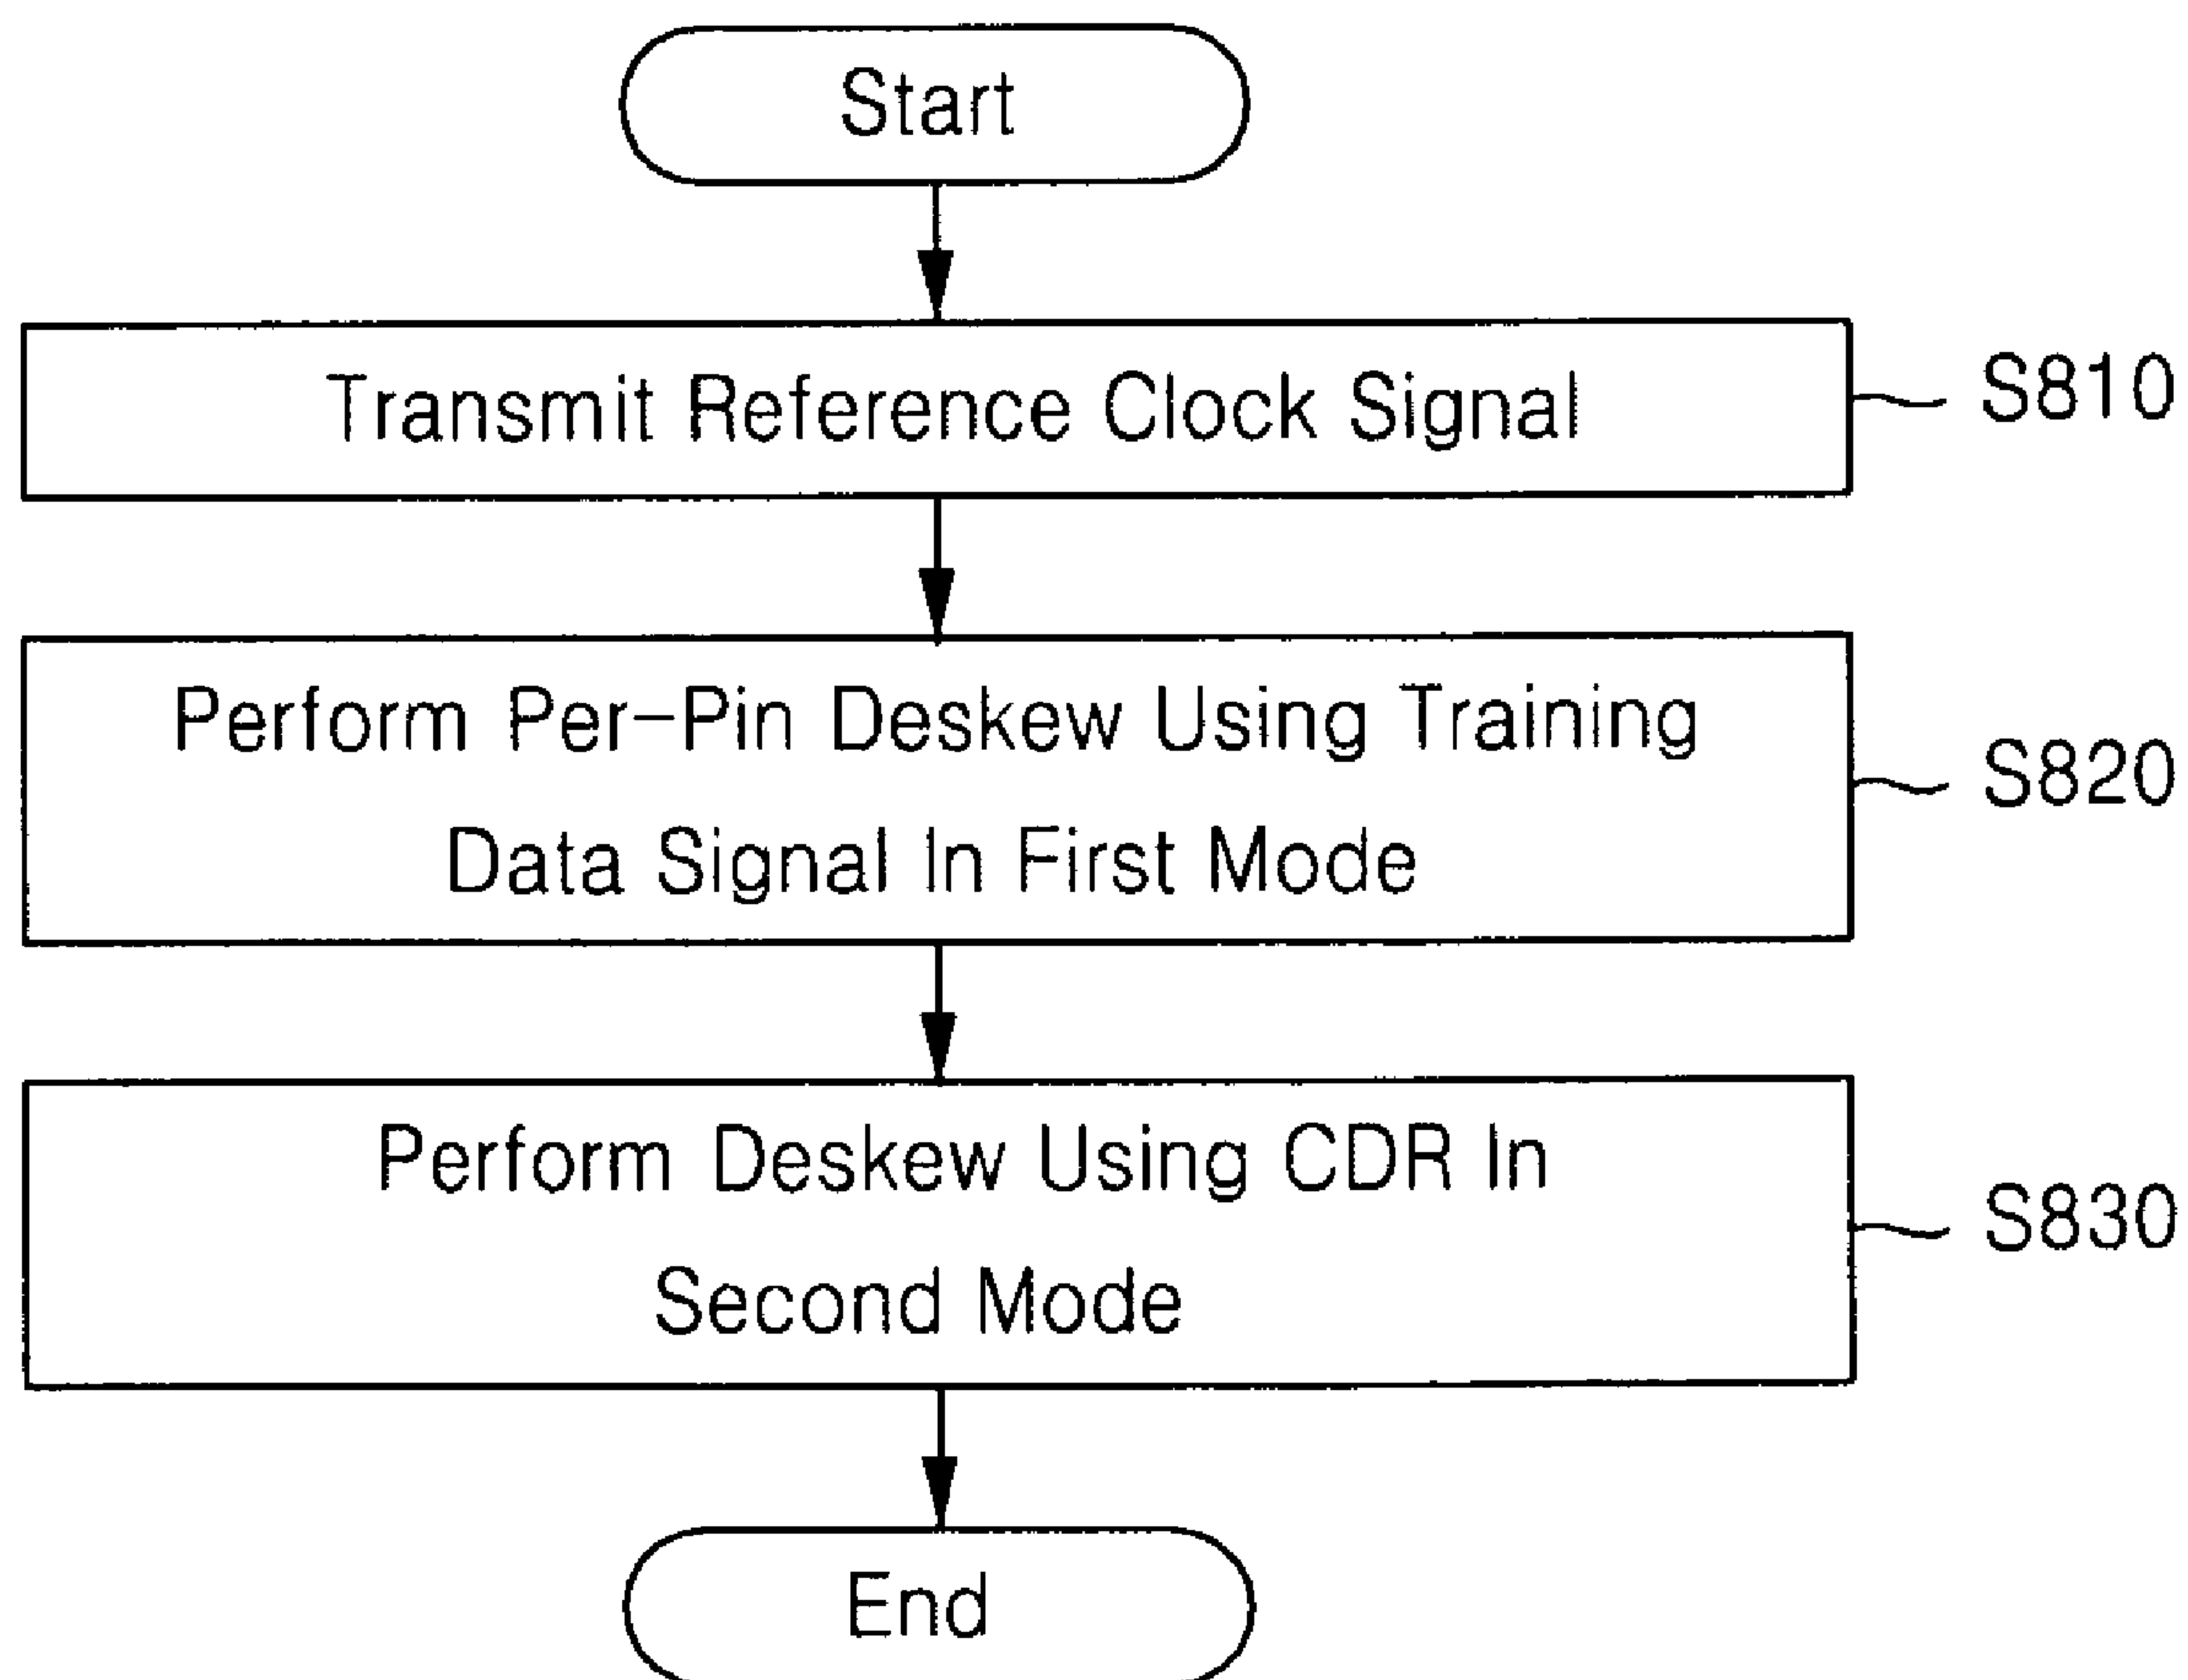 Start
Transmit Reference Clock Signal
S810
Perform Per-Pin Deskew Using Training
Data Signal In First Mode
S820
Perform Deskew Using CDR In
Second Mode
S830
End